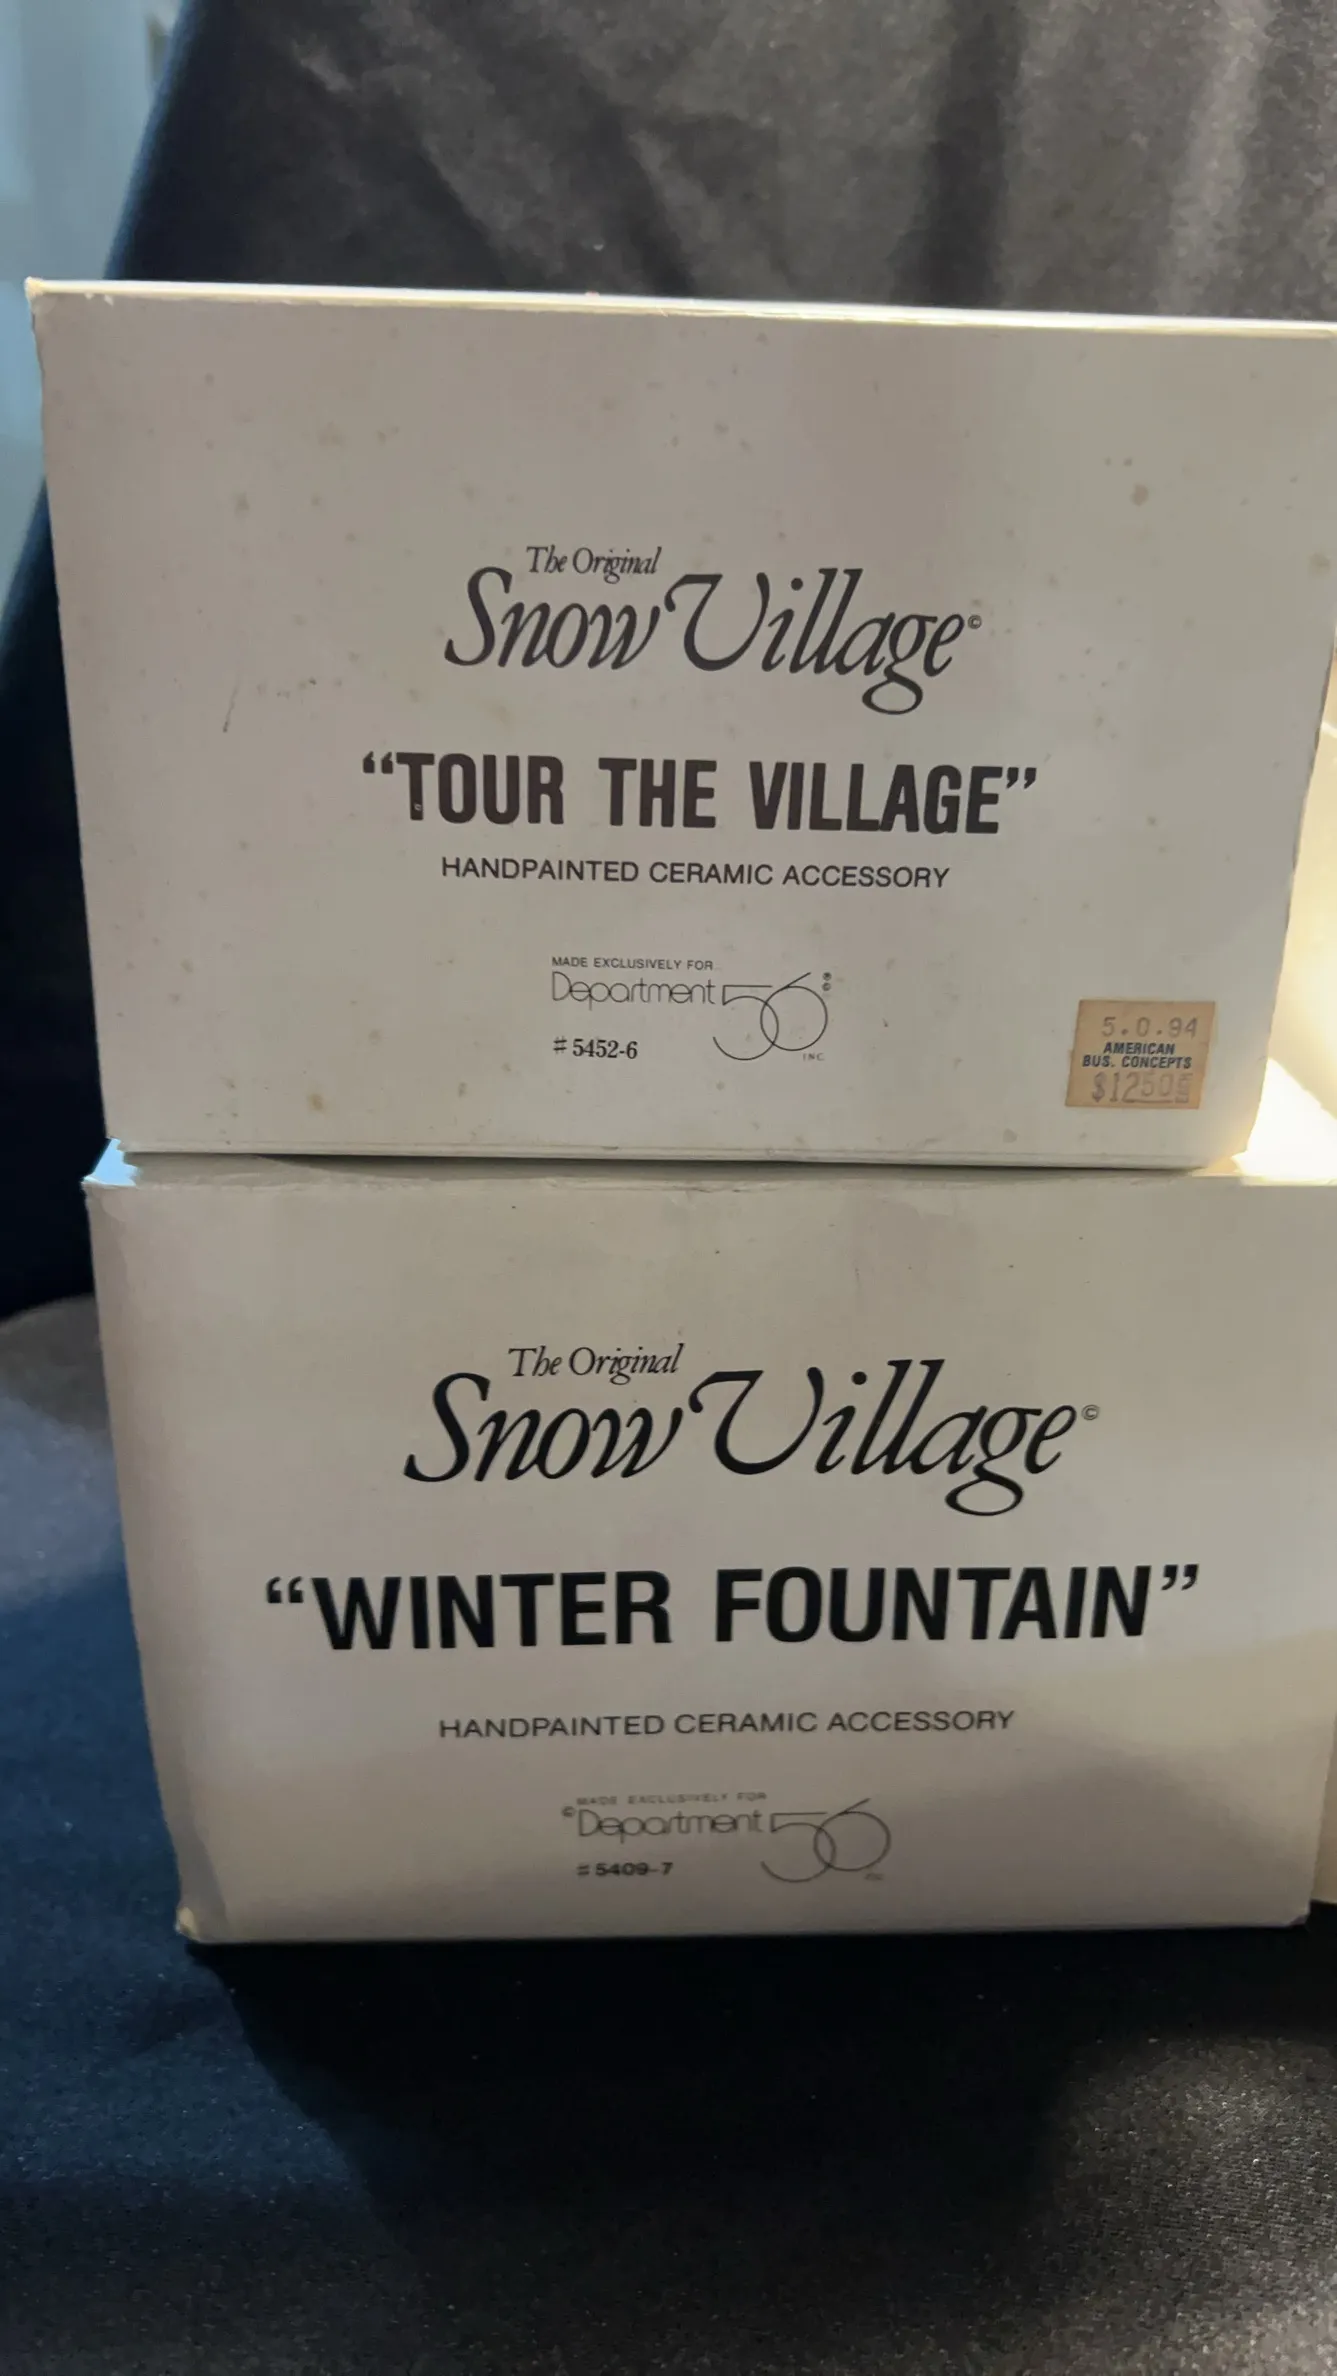 The Original
Snow Village©
“TOUR THE VILLAGE”
HANDPAINTED CERAMIC ACCESSORY
MADE EXCLUSIVELY FOR
Department 56®©
INC
# 5452-6
5.0.94
AMERICAN
BUS. CONCEPTS
The Original
Snow Village©
“WINTER FOUNTAIN”
HANDPAINTED CERAMIC ACCESSORY
MADE EXCLUSIVELY FOR
©Department 56
# 5409-7